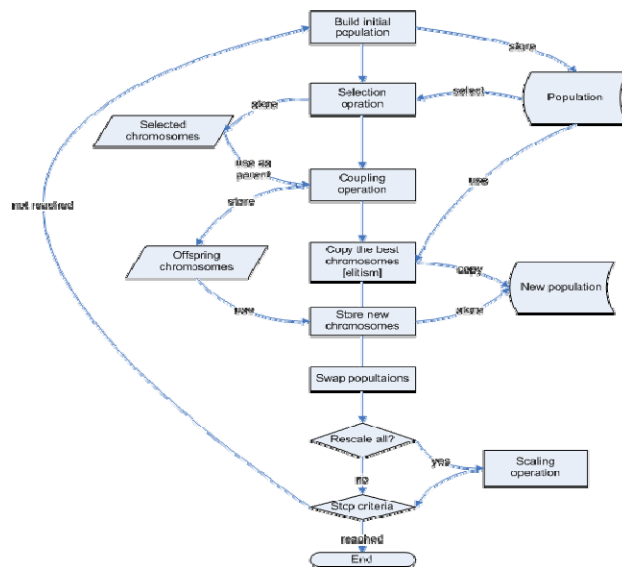 Build initial
population
store
Selection
opration
select
Population
store
Selected
chromosomes
use as
parent
Coupling
operation
use
not reached
store
Offspring
chromosomes
Copy the best
chromosomes
[elitism]
copy
New population
use
Store new
chromosomes
store
Swap popultaions
Rescale all?
yes
Scaling
operation
no
Stop criteria
reached
End